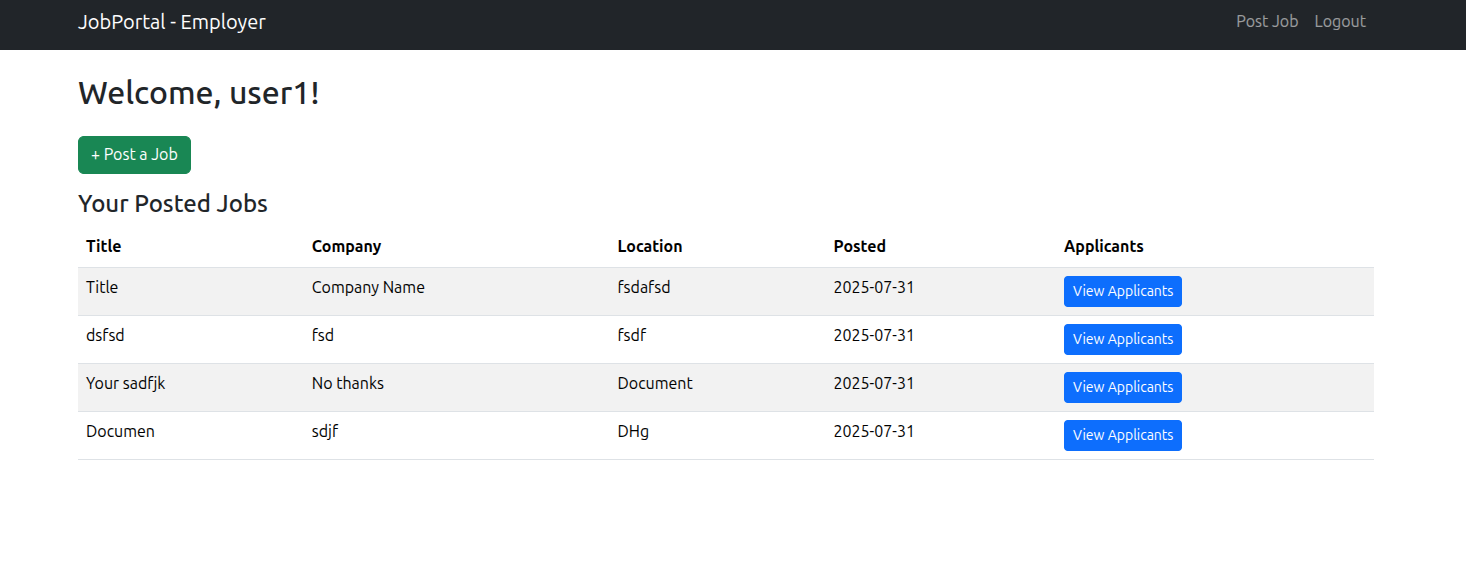 JobPortal - Employer Post Job Logout
Welcome, user1!
+ Post a Job
Your Posted Jobs
Title Company Location Posted Applicants
Title Company Name fsdafsd 2025-07-31 View Applicants
dsfsd fsd fsdf 2025-07-31 View Applicants
Your sadfjk No thanks Document 2025-07-31 View Applicants
Documen sdjf DHg 2025-07-31 View Applicants